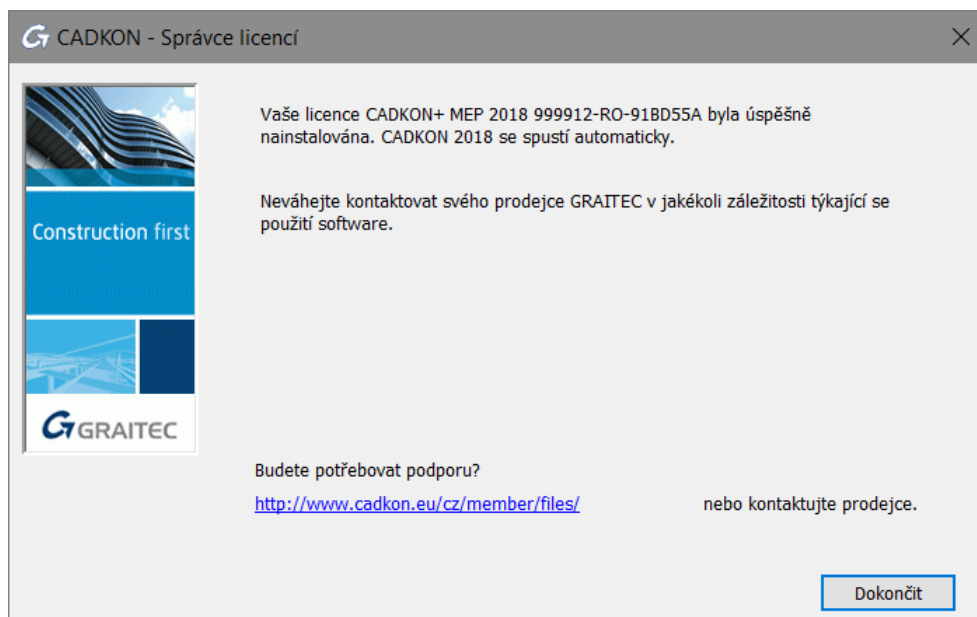 CADKON - Správce licencí
Vaše licence CADKON+ MEP 2018 999912-RO-91BD55A byla úspěšně
nainstalována. CADKON 2018 se spustí automaticky.
Neváhejte kontaktovat svého prodejce GRAITEC v jakékoli záležitosti týkající se
použití software.
Construction first
GRAITEC
Budete potřebovat podporu?
http://www.cadkon.eu/cz/member/files/ nebo kontaktujte prodejce.
Dokončit